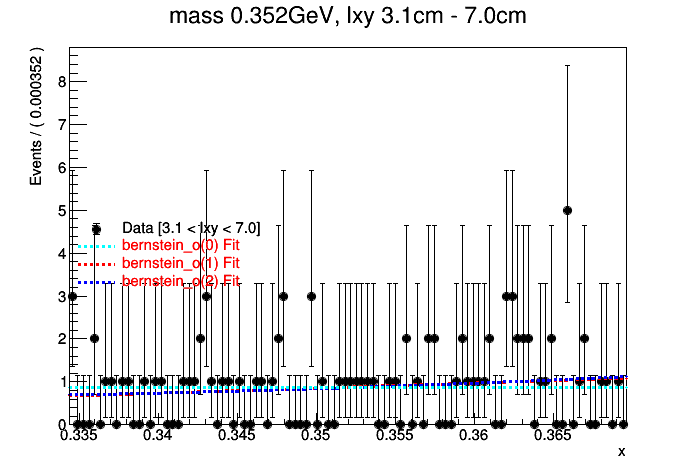 mass 0.352GeV, lxy 3.1cm - 7.0cm
Events / ( 0.000352 )
8
7
6
5
4
3
2
1
0
Data [3.1 < lxy < 7.0]
bernstein_o(0) Fit
bernstein_o(1) Fit
bernstein_o(2) Fit
0.335 0.34 0.345 0.35 0.355 0.36 0.365
x